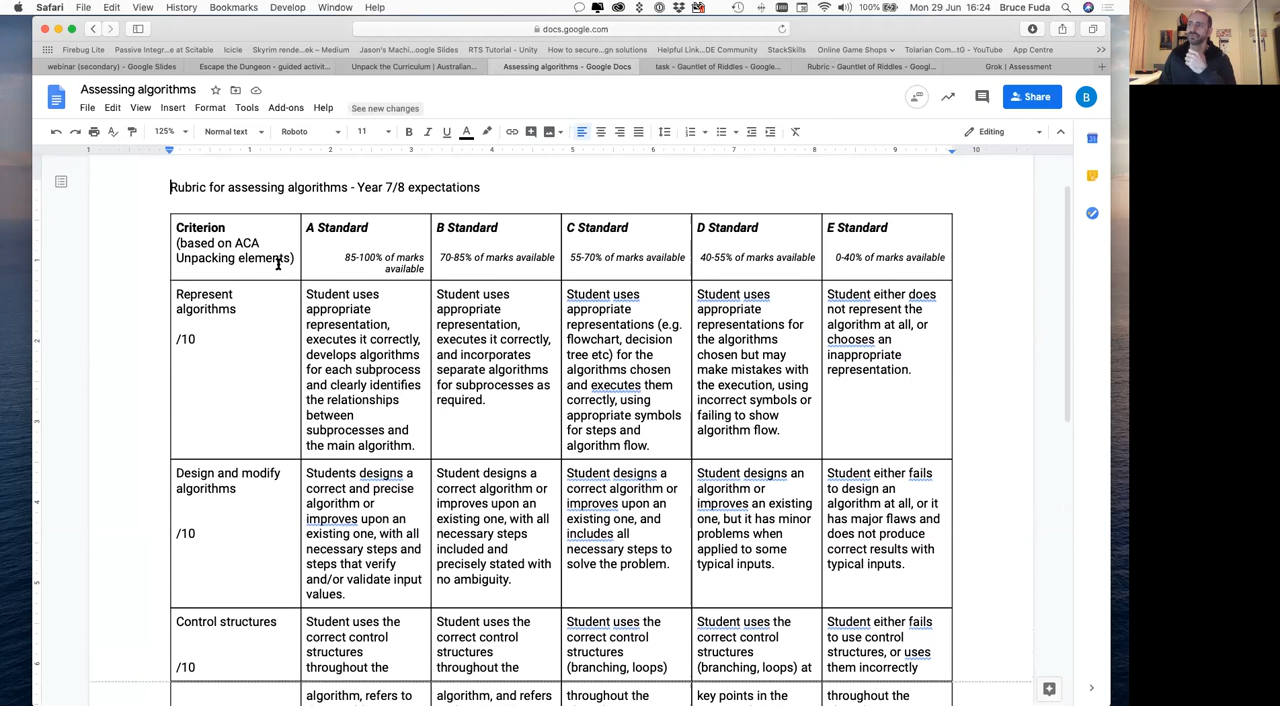 Safari File Edit View History Bookmarks Develop Window Help 100% Mon 29 Jun 16:24 Bruce Fuda
docs.google.com
Firebug Lite Passive Integr...e at Scitable Icicle Skyrim rende...ek – Medium Jason's Machi...oogle Slides RTS Tutorial - Unity How to secure...gn solutions Helpful Link...DE Community StackSkills Online Game Shops Tolarian Com...t0 - YouTube App Centre
webinar (secondary) - Google Slides Escape the Dungeon - guided activit... Unpack the Curriculum | Australian... Assessing algorithms - Google Docs task - Gauntlet of Riddles - Google... Rubric - Gauntlet of Riddles - Googl... Grok | Assessment
Assessing algorithms
File Edit View Insert Format Tools Add-ons Help See new changes
Share B
125% Normal text Roboto 11 B I U A Editing
1 1 2 3 4 5 6 7 8 9 10
Rubric for assessing algorithms - Year 7/8 expectations
Criterion
(based on ACA
Unpacking elements)
A Standard
85-100% of marks
available
B Standard
70-85% of marks available
C Standard
55-70% of marks available
D Standard
40-55% of marks available
E Standard
0-40% of marks available
Represent
algorithms
/10
Student uses
appropriate
representation,
executes it correctly,
develops algorithms
for each subprocess
and clearly identifies
the relationships
between
subprocesses and
the main algorithm.
Student uses
appropriate
representation,
executes it correctly,
and incorporates
separate algorithms
for subprocesses as
required.
Student uses
appropriate
representations (e.g.
flowchart, decision
tree etc) for the
algorithms chosen
and executes them
correctly, using
appropriate symbols
for steps and
algorithm flow.
Student uses
appropriate
representations for
the algorithms
chosen but may
make mistakes with
the execution, using
incorrect symbols or
failing to show
algorithm flow.
Student either does
not represent the
algorithm at all, or
chooses an
inappropriate
representation.
Design and modify
algorithms
/10
Students designs a
correct and precise
algorithm or
improves upon an
existing one, with all
necessary steps and
steps that verify
and/or validate input
values.
Student designs a
correct algorithm or
improves upon an
existing one, with all
necessary steps
included and
precisely stated with
no ambiguity.
Student designs a
correct algorithm or
improves upon an
existing one, and
includes all
necessary steps to
solve the problem.
Student designs an
algorithm or
improves an existing
one, but it has minor
problems when
applied to some
typical inputs.
Student either fails
to design an
algorithm at all, or it
has major flaws and
does not produce
correct results with
typical inputs.
Control structures
/10
Student uses the
correct control
structures
throughout the
algorithm, refers to
Student uses the
correct control
structures
throughout the
algorithm, and refers
Student uses the
correct control
structures
(branching, loops)
throughout the
Student uses the
correct control
structures
(branching, loops) at
key points in the
Student either fails
to use control
structures, or uses
them incorrectly
throughout the